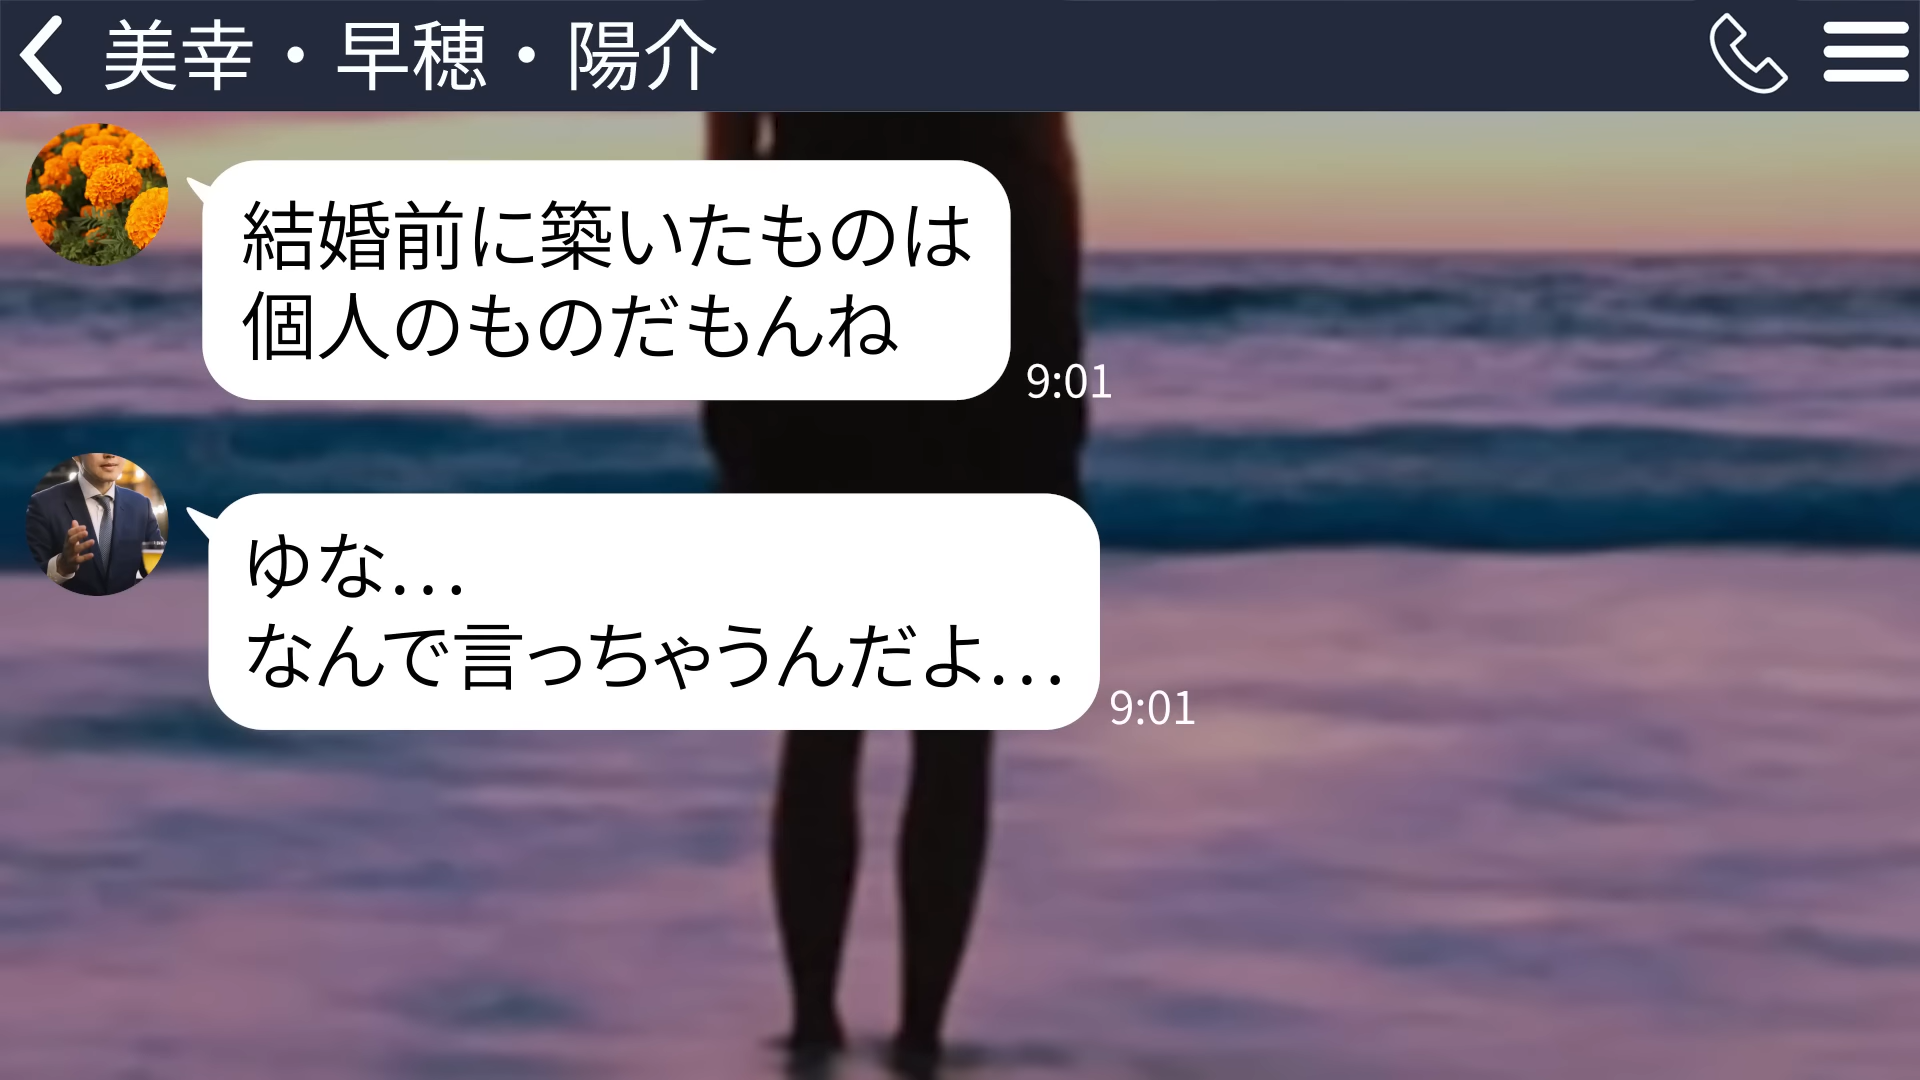 美幸・早穂・陽介
結婚前に築いたものは
個人のものだもんね
9:01
ゆな…
なんで言っちゃうんだよ…
9:01